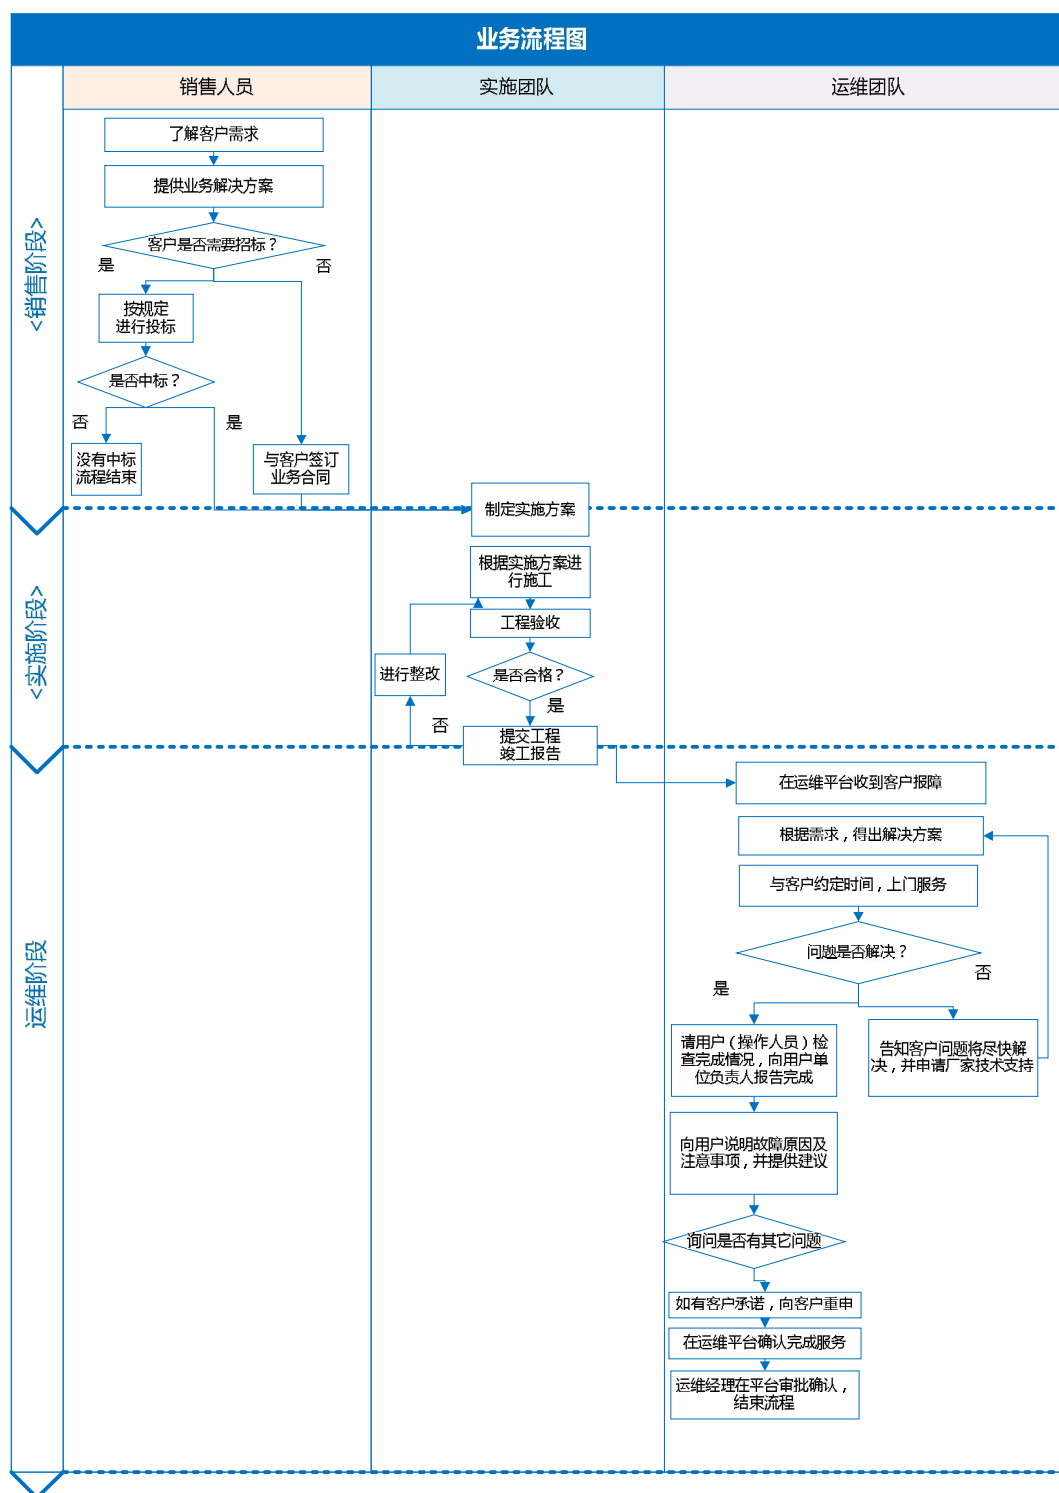 业务流程图
销售人员
实施团队
运维团队
<销售阶段>
了解客户需求
提供业务解决方案
客户是否需要招标？
是
否
按规定
进行投标
是否中标？
否
是
没有中标
流程结束
与客户签订
业务合同
制定实施方案
<实施阶段>
根据实施方案进
行施工
工程验收
进行整改
是否合格？
是
否
提交工程
竣工报告
运维阶段
在运维平台收到客户报障
根据需求，得出解决方案
与客户约定时间，上门服务
问题是否解决？
否
是
请用户（操作人员）检
查完成情况，向用户单
位负责人报告完成
告知客户问题将尽快解
决，并申请厂家技术支持
向用户说明故障原因及
注意事项，并提供建议
询问是否有其它问题
如有客户承诺，向客户重申
在运维平台确认完成服务
运维经理在平台审批确认，
结束流程